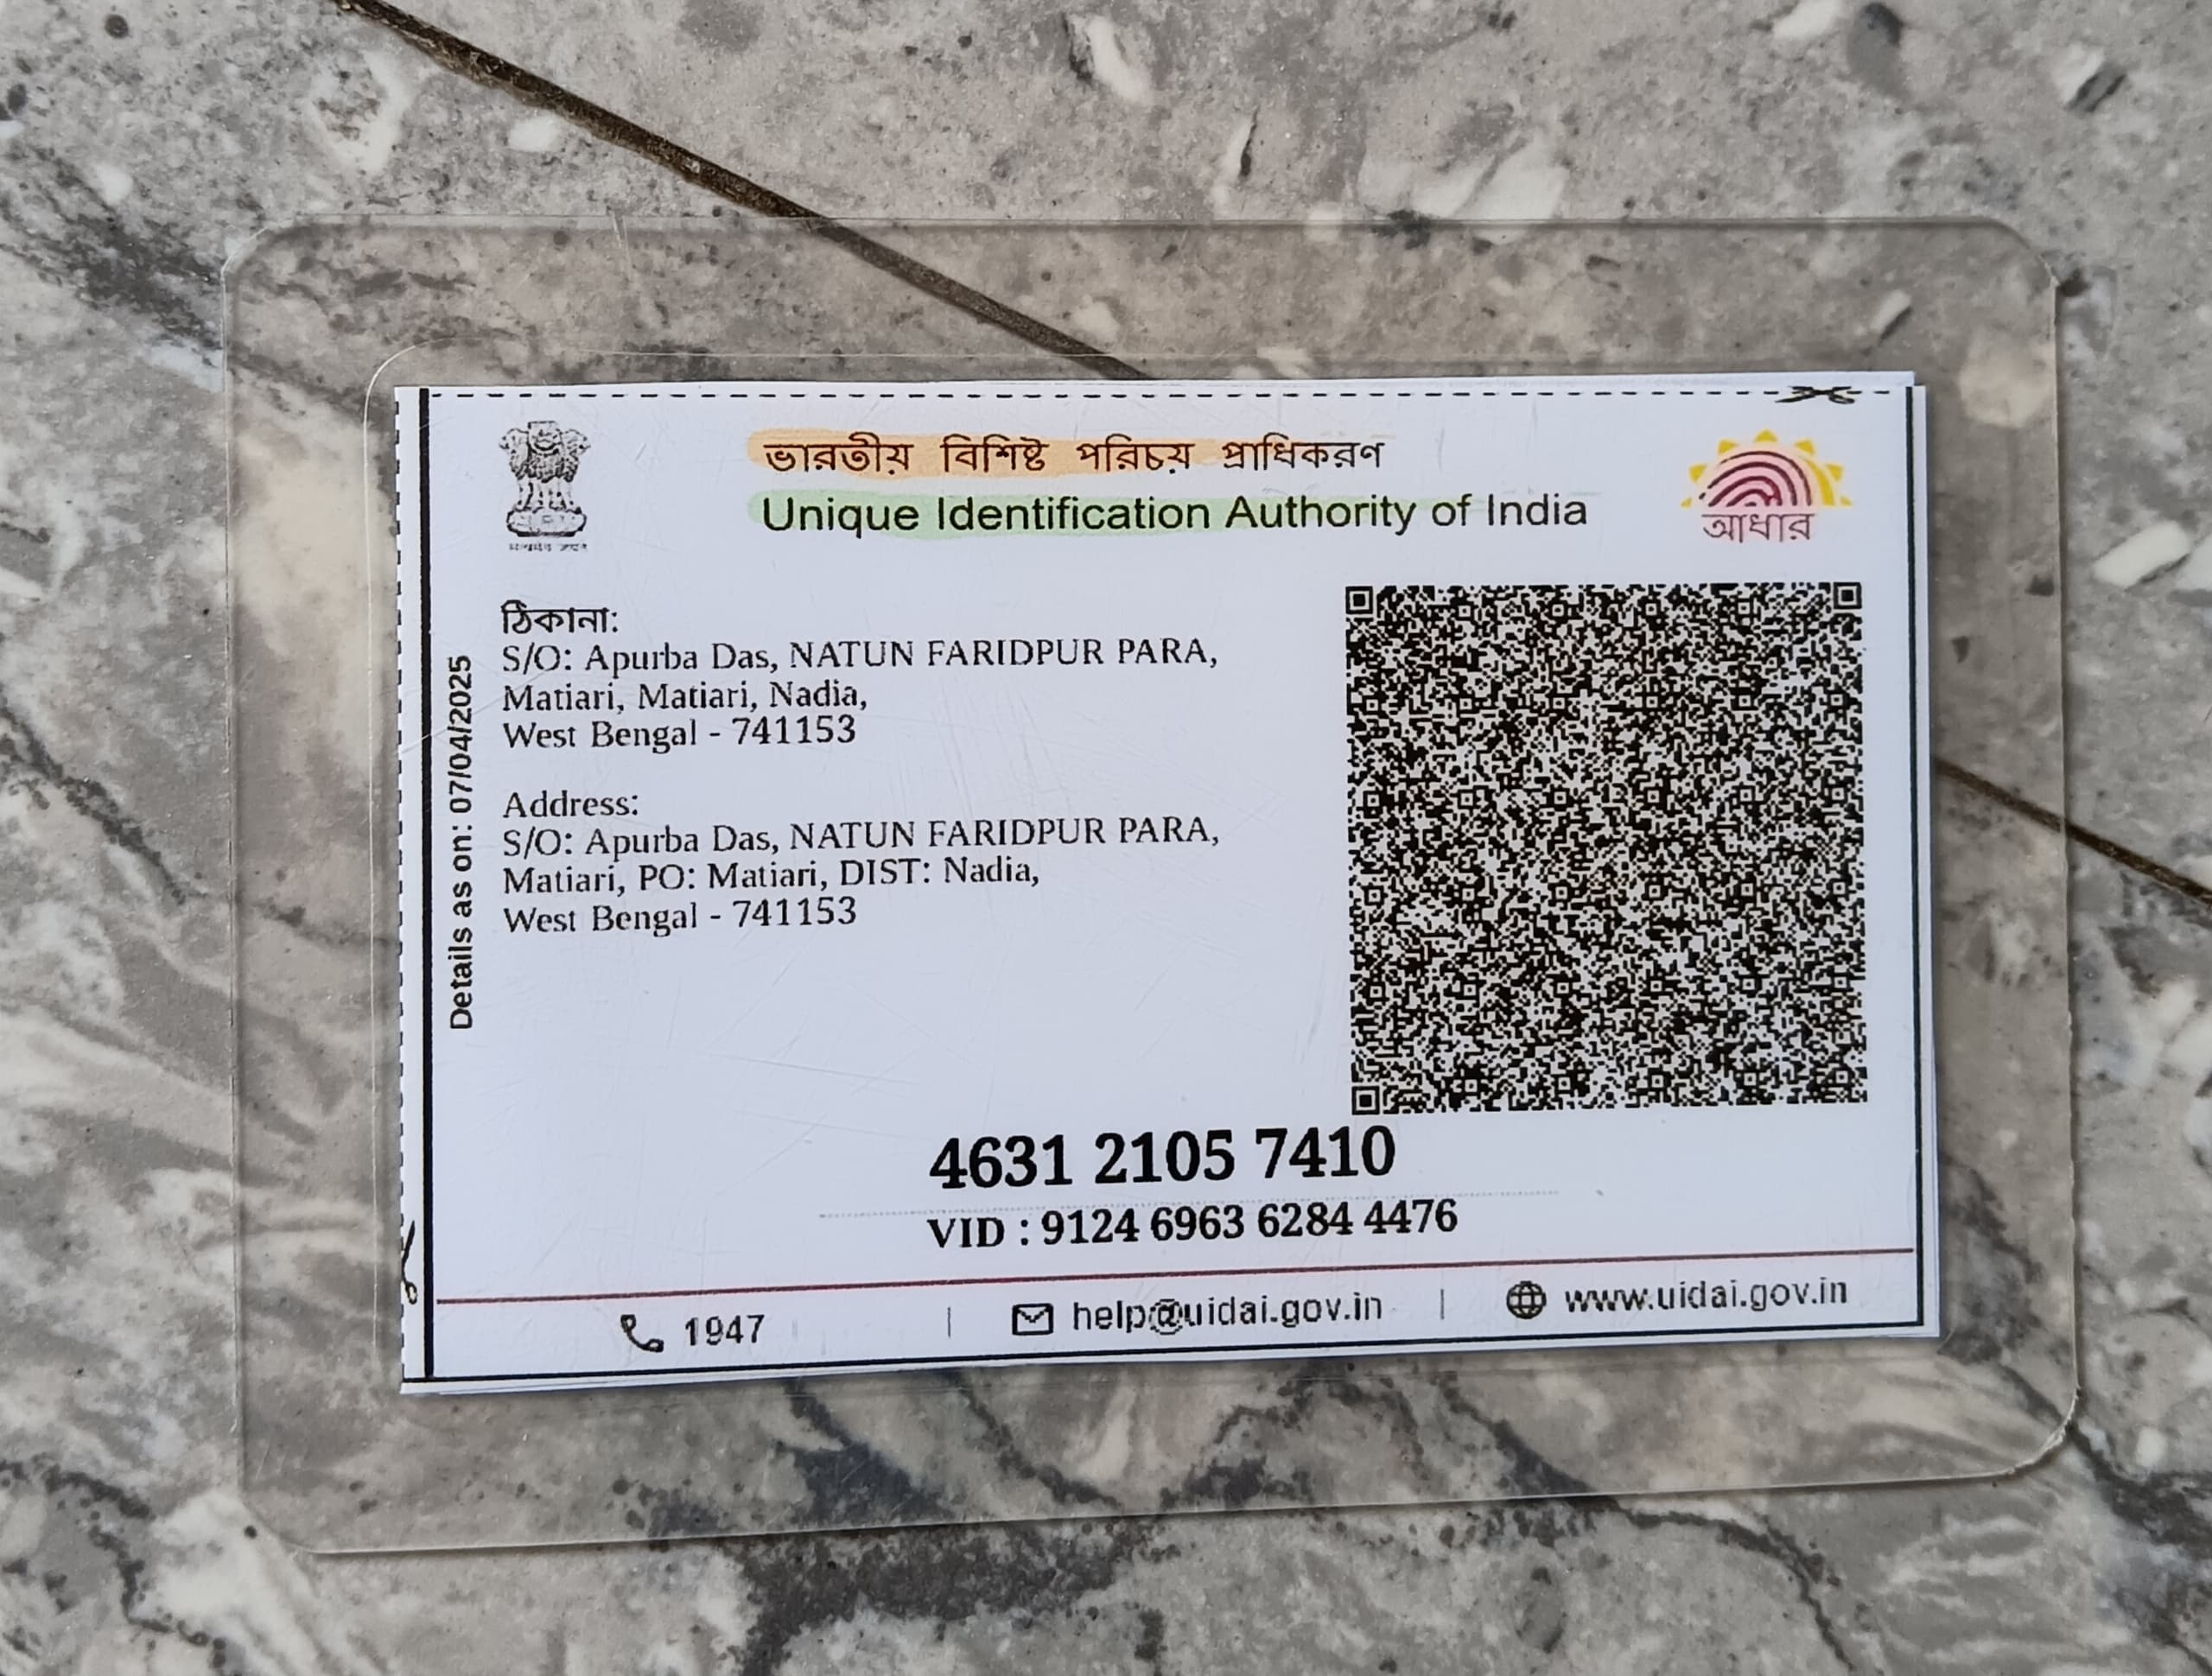 ভারতীয় বিশিষ্ট পরিচয় প্রাধিকরণ
Unique Identification Authority of India
আধার
Details as on: 07/04/2025
ঠিকানা:
S/O: Apurba Das, NATUN FARIDPUR PARA,
Matiari, Matiari, Nadia,
West Bengal - 741153
Address:
S/O: Apurba Das, NATUN FARIDPUR PARA,
Matiari, PO: Matiari, DIST: Nadia,
West Bengal - 741153
4631 2105 7410
VID : 9124 6963 6284 4476
1947 | help@uidai.gov.in | www.uidai.gov.in